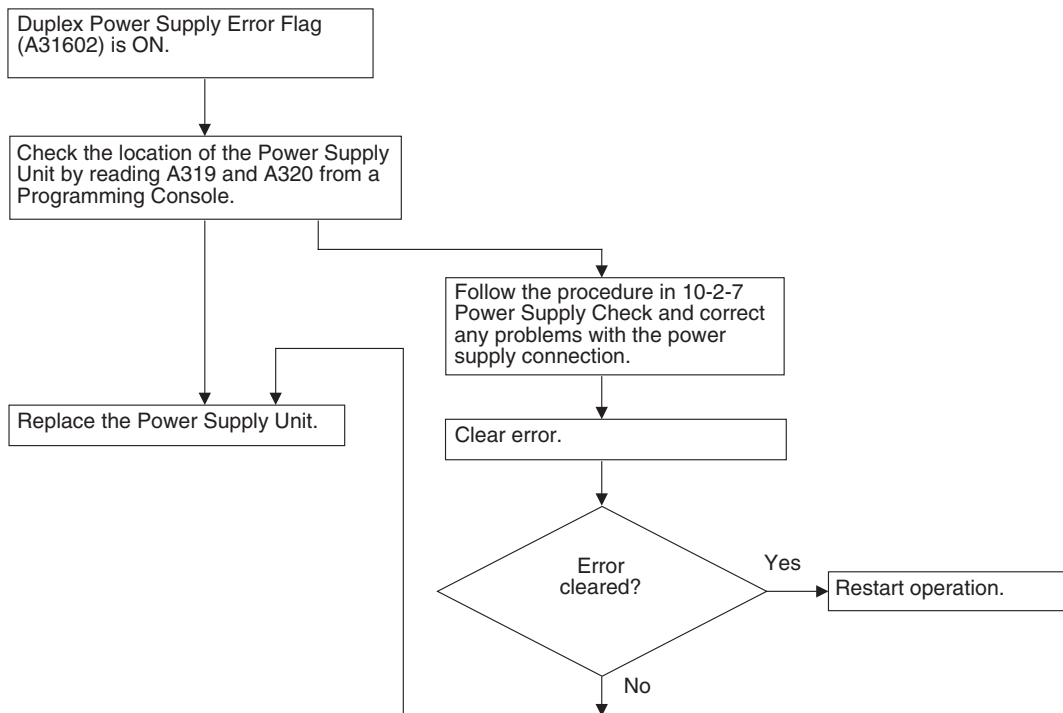 Duplex Power Supply Error Flag
(A31602) is ON.
Check the location of the Power Supply
Unit by reading A319 and A320 from a
Programming Console.
Follow the procedure in 10-2-7
Power Supply Check and correct
any problems with the power
supply connection.
Replace the Power Supply Unit.
Clear error.
Error
cleared?
Yes
Restart operation.
No